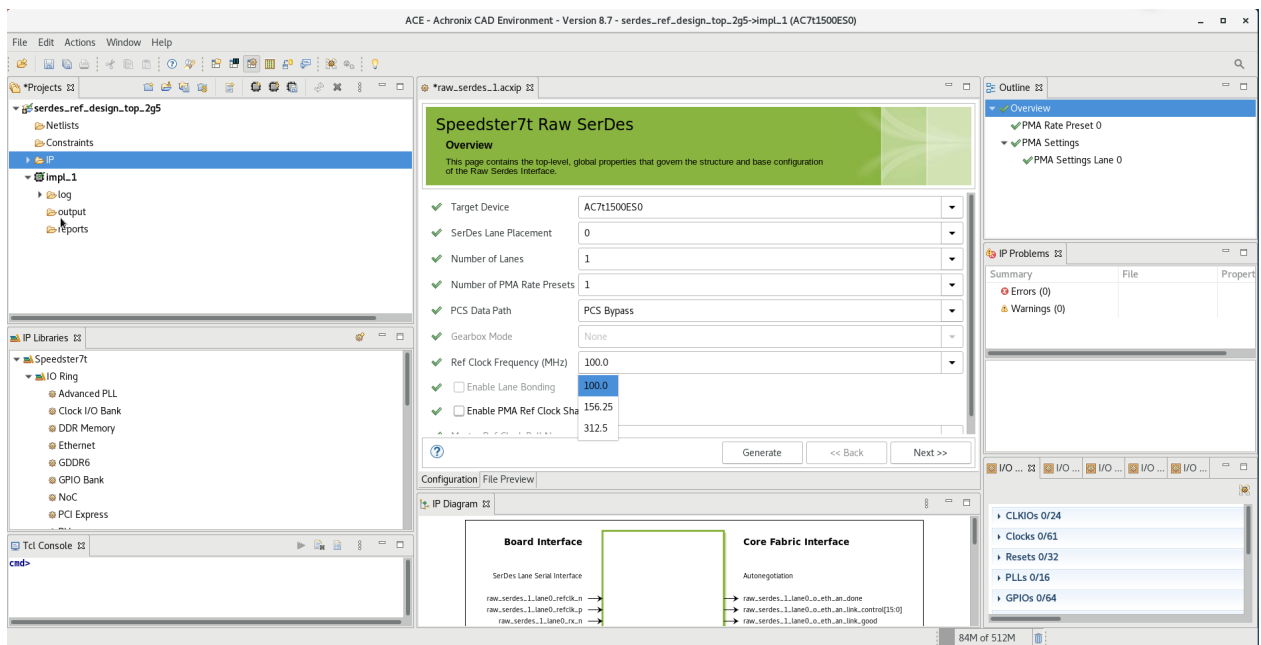 ACE - Achronix CAD Environment - Version 8.7 - serdes_ref_design_top_2g5->impl_1 (AC7t1500ES0)
File Edit Actions Window Help
*Projects
serdes_ref_design_top_2g5
Netlists
Constraints
IP
impl_1
log
output
reports
IP Libraries
Speedster7t
IO Ring
Advanced PLL
Clock I/O Bank
DDR Memory
Ethernet
GDDR6
GPIO Bank
NoC
PCI Express
Tcl Console
cmd>
*raw_serdes_1.acxip
Speedster7t Raw SerDes
Overview
This page contains the top-level, global properties that govern the structure and base configuration
of the Raw Serdes Interface.
Target Device AC7t1500ES0
SerDes Lane Placement 0
Number of Lanes 1
Number of PMA Rate Presets 1
PCS Data Path PCS Bypass
Gearbox Mode None
Ref Clock Frequency (MHz) 100.0
Enable Lane Bonding 100.0
Enable PMA Ref Clock Sha 156.25
312.5
Generate << Back Next >>
Configuration File Preview
IP Diagram
Board Interface Core Fabric Interface
SerDes Lane Serial Interface Autonegotiation
raw_serdes_1_lane0_refclk_n raw_serdes_1_lane0_o_eth_an_done
raw_serdes_1_lane0_refclk_p raw_serdes_1_lane0_o_eth_an_link_control[15:0]
raw_serdes_1_lane0_rx_n raw_serdes_1_lane0_o_eth_an_link_good
Outline
Overview
PMA Rate Preset 0
PMA Settings
PMA Settings Lane 0
IP Problems
Summary File Propert
Errors (0)
Warnings (0)
I/O ... I/O ... I/O ... I/O ... I/O ...
CLKIOs 0/24
Clocks 0/61
Resets 0/32
PLLs 0/16
GPIOs 0/64
84M of 512M